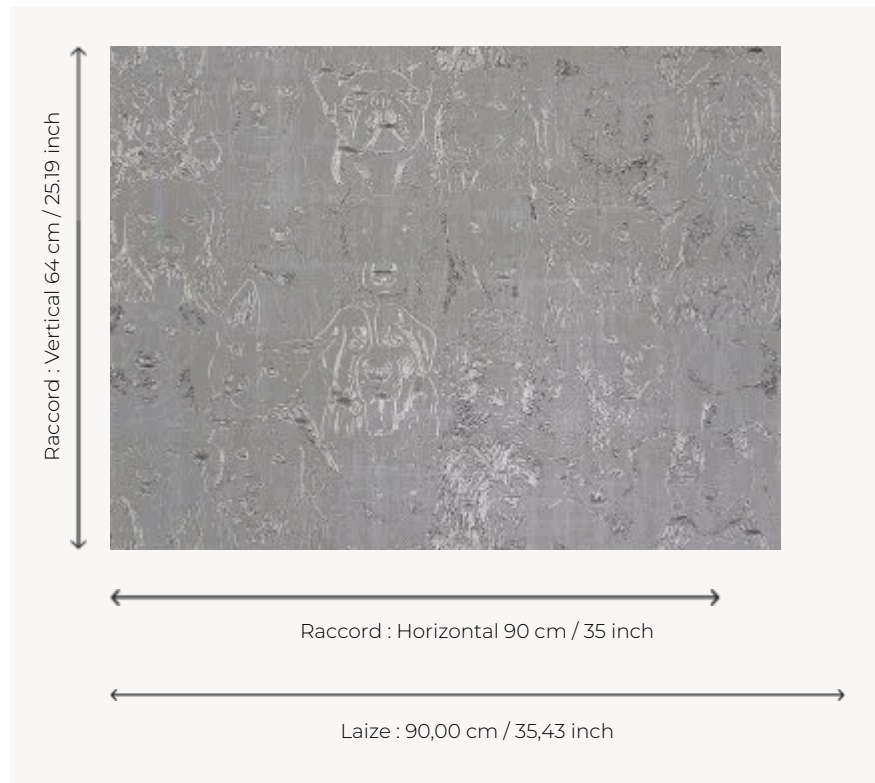 Raccord : Vertical 64 cm / 25.19 inch
Raccord : Horizontal 90 cm / 35 inch
Laize : 90,00 cm / 35,43 inch